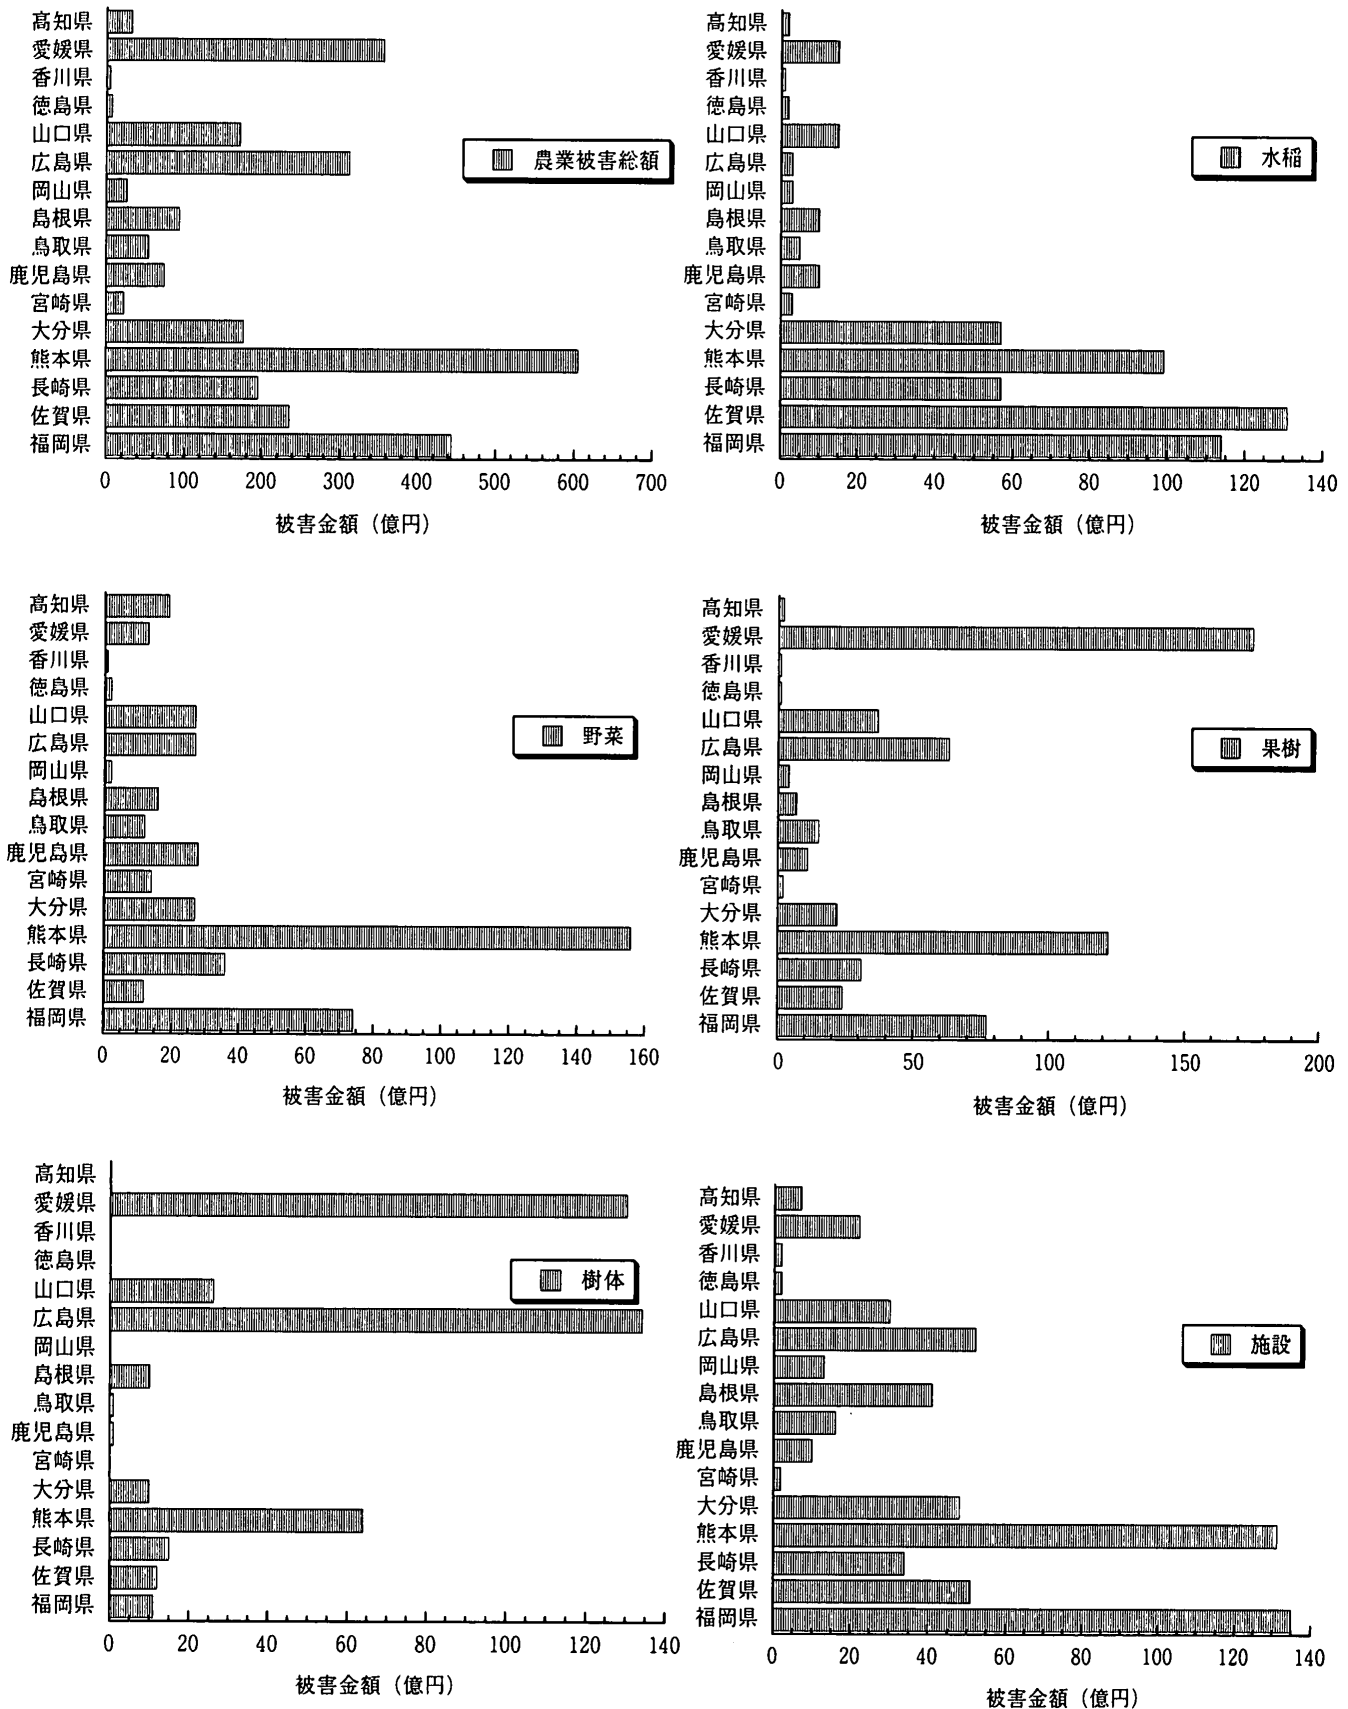 高知県
愛媛県
香川県
徳島県
山口県
広島県
岡山県
島根県
鳥取県
鹿児島県
宮崎県
大分県
熊本県
長崎県
佐賀県
福岡県
農業被害総額
0 100 200 300 400 500 600 700
被害金額（億円）
高知県
愛媛県
香川県
徳島県
山口県
広島県
岡山県
島根県
鳥取県
鹿児島県
宮崎県
大分県
熊本県
長崎県
佐賀県
福岡県
水稲
0 20 40 60 80 100 120 140
被害金額（億円）
高知県
愛媛県
香川県
徳島県
山口県
広島県
岡山県
島根県
鳥取県
鹿児島県
宮崎県
大分県
熊本県
長崎県
佐賀県
福岡県
野菜
0 20 40 60 80 100 120 140 160
被害金額（億円）
高知県
愛媛県
香川県
徳島県
山口県
広島県
岡山県
島根県
鳥取県
鹿児島県
宮崎県
大分県
熊本県
長崎県
佐賀県
福岡県
果樹
0 50 100 150 200
被害金額（億円）
高知県
愛媛県
香川県
徳島県
山口県
広島県
岡山県
島根県
鳥取県
鹿児島県
宮崎県
大分県
熊本県
長崎県
佐賀県
福岡県
樹体
0 20 40 60 80 100 120 140
被害金額（億円）
高知県
愛媛県
香川県
徳島県
山口県
広島県
岡山県
島根県
鳥取県
鹿児島県
宮崎県
大分県
熊本県
長崎県
佐賀県
福岡県
施設
0 20 40 60 80 100 120 140
被害金額（億円）